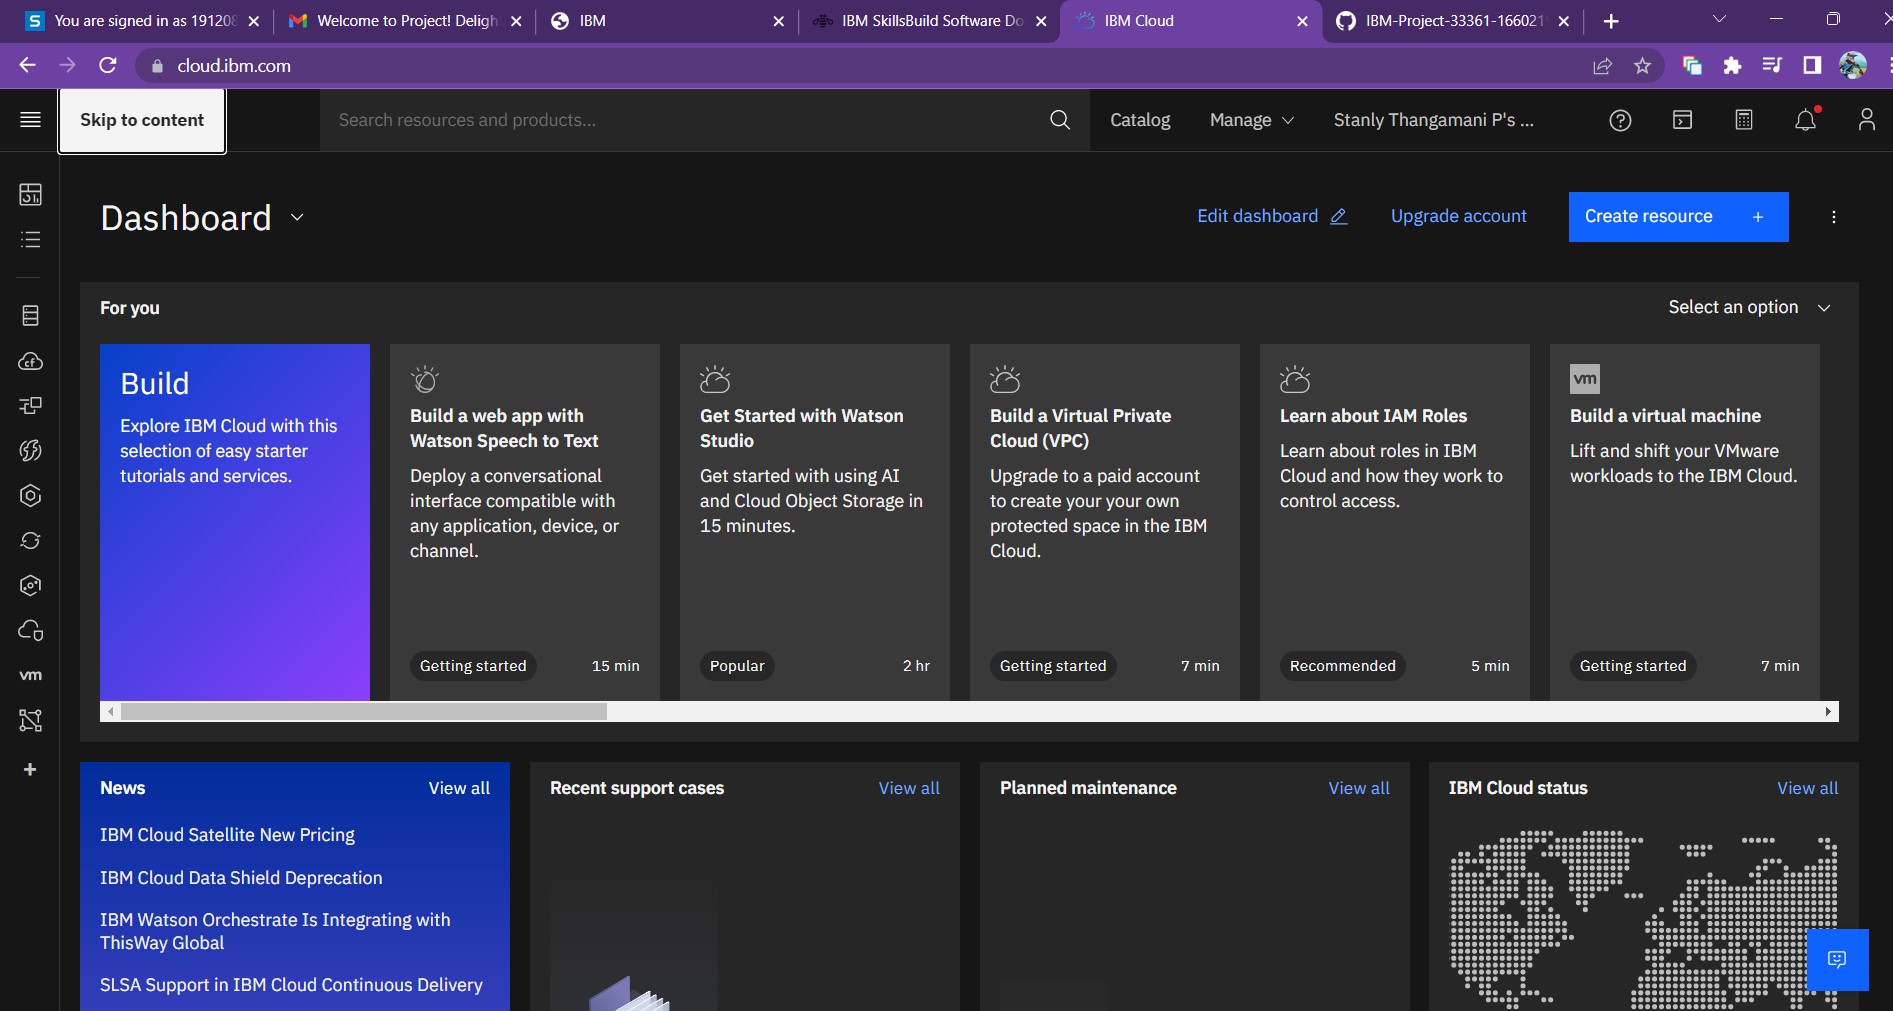 You are signed in as 191208
Welcome to Project! Deligh
IBM
IBM SkillsBuild Software Do
IBM Cloud
IBM-Project-33361-166021
cloud.ibm.com
Skip to content
Search resources and products...
Catalog
Manage
Stanly Thangamani P's ...
Dashboard
Edit dashboard
Upgrade account
Create resource +
For you
Select an option
Build
Explore IBM Cloud with this
selection of easy starter
tutorials and services.
Build a web app with
Watson Speech to Text
Deploy a conversational
interface compatible with
any application, device, or
channel.
Getting started
15 min
Get Started with Watson
Studio
Get started with using AI
and Cloud Object Storage in
15 minutes.
Popular
2 hr
Build a Virtual Private
Cloud (VPC)
Upgrade to a paid account
to create your your own
protected space in the IBM
Cloud.
Getting started
7 min
Learn about IAM Roles
Learn about roles in IBM
Cloud and how they work to
control access.
Recommended
5 min
vm
Build a virtual machine
Lift and shift your VMware
workloads to the IBM Cloud.
Getting started
7 min
vm
News
View all
IBM Cloud Satellite New Pricing
IBM Cloud Data Shield Deprecation
IBM Watson Orchestrate Is Integrating with
ThisWay Global
SLSA Support in IBM Cloud Continuous Delivery
Recent support cases
View all
Planned maintenance
View all
IBM Cloud status
View all